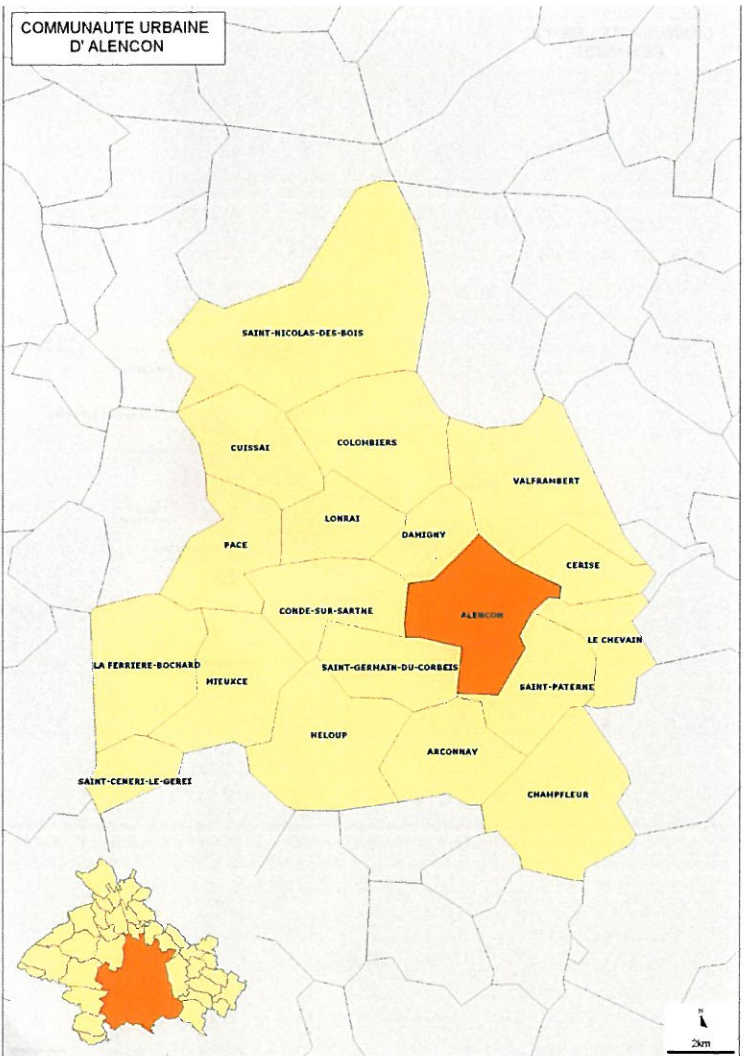 COMMUNAUTE URBAINE
D' ALENCON
SAINT-NICOLAS-DES-BOIS
CUISSAI
COLOMBIERS
VALFRAMBERT
LONRAI
DAMIGNY
PACE
CERISE
CONDE-SUR-SARTHE
ALENCON
LE CHEVAIN
LA FERRIERE-BOCHARD
SAINT-GERMAIN-DU-CORBEIS
MIEUXCE
SAINT-PATERNE
HELOUP
ARCONNAY
SAINT-CENERI-LE-GEREI
CHAMPFLEUR
N
2km